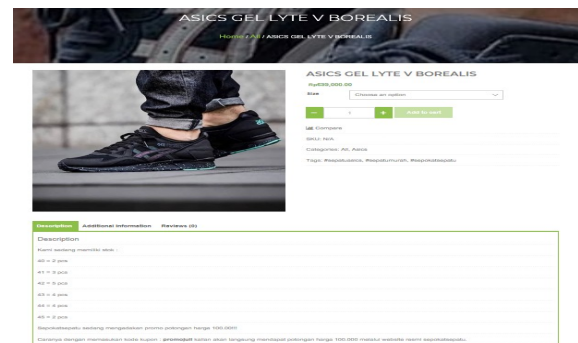 ASICS GEL LYTE V BOREALIS
Home / All / ASICS GEL LYTE V BOREALIS
ASICS GEL LYTE V BOREALIS
Size
Choose an option
-
+
Add to cart
Compare
SKU: N/A
Categories: All, Asics
Tags: #sepatuasics, #sepatumurah, #sepokatsepatu
Description Additional information Reviews (0)
Description
Kami sedang memiliki stok :
40 = 2 pcs
41 = 3 pcs
42 = 5 pcs
43 = 4 pcs
44 = 4 pcs
45 = 2 pcs
Sepokatsepatu sedang mengadakan promo potongan harga 100.000!
Caranya dengan memasukan kode kupon : promojuli kalian akan langsung mendapat potongan harga 100.000 melalui website resmi sepokatsepatu.